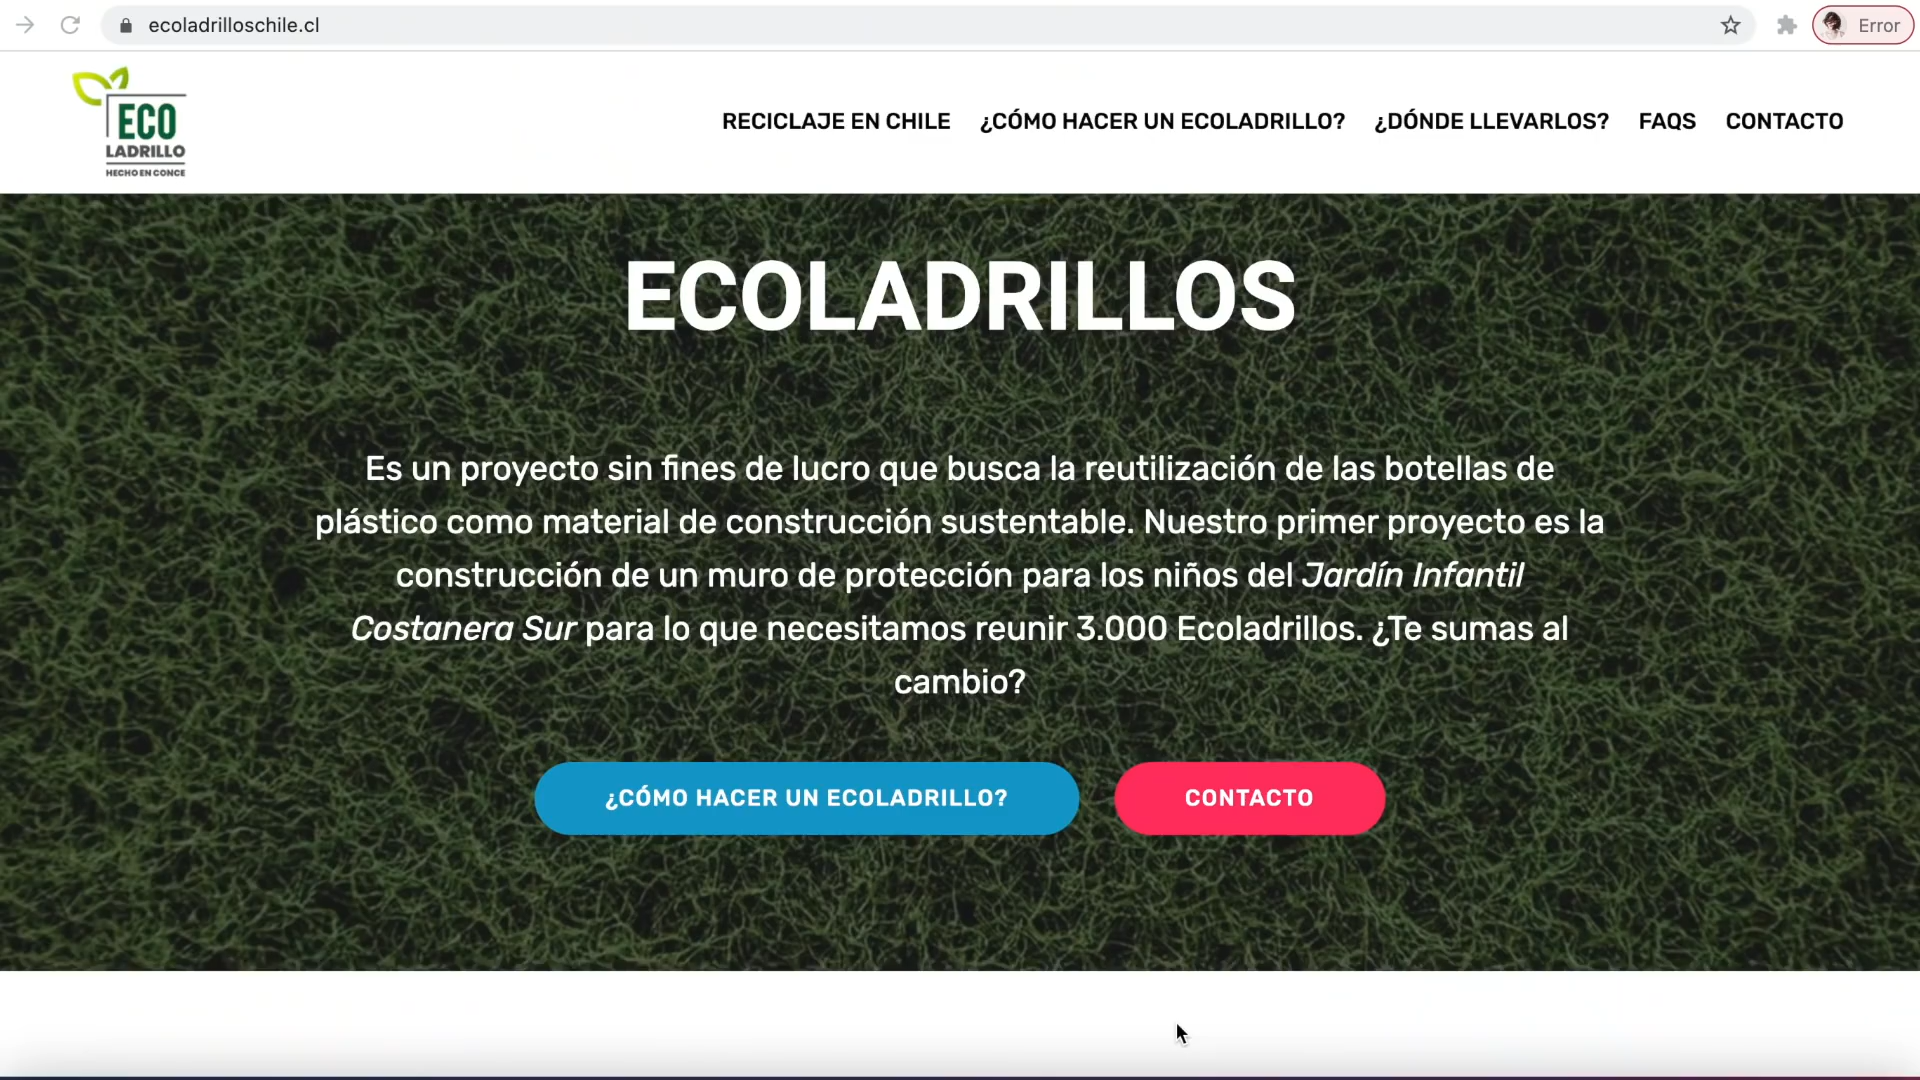 ecoladrilloschile.cl
Error
ECO
LADRILLO
HECHO EN CONCE
RECICLAJE EN CHILE ¿CÓMO HACER UN ECOLADRILLO? ¿DÓNDE LLEVARLOS? FAQS CONTACTO
ECOLADRILLOS
Es un proyecto sin fines de lucro que busca la reutilización de las botellas de
plástico como material de construcción sustentable. Nuestro primer proyecto es la
construcción de un muro de protección para los niños del Jardín Infantil
Costanera Sur para lo que necesitamos reunir 3.000 Ecoladrillos. ¿Te sumas al
cambio?
¿CÓMO HACER UN ECOLADRILLO? CONTACTO